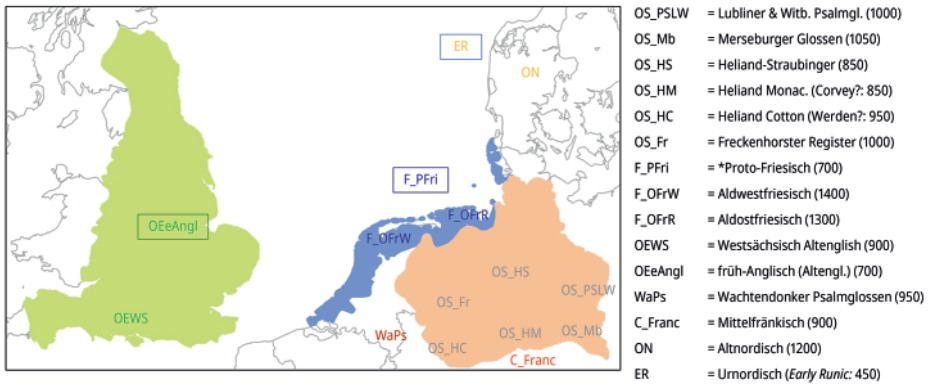 ER
ON
F_PFri
OEeAngl
F_OFrR
F_OFrW
OS_HS
OS_PSLW
OS_Fr
OEWS
WaPs
OS_HM
OS_Mb
OS_HC
C_Franc
OS_PSLW = Lubliner & Witb. Psalmgl. (1000)
OS_Mb = Merseburger Glossen (1050)
OS_HS = Heliand-Straubinger (850)
OS_HM = Heliand Monac. (Corvey?: 850)
OS_HC = Heliand Cotton (Werden?: 950)
OS_Fr = Freckenhorster Register (1000)
F_PFri = *Proto-Friesisch (700)
F_OFrW = Aldwestfriesisch (1400)
F_OFrR = Aldostfriesisch (1300)
OEWS = Westsächsisch Altenglish (900)
OEeAngl = früh-Anglisch (Altengl.) (700)
WaPs = Wachtendonker Psalmglossen (950)
C_Franc = Mittelfränkisch (900)
ON = Altnordisch (1200)
ER = Urnordisch (Early Runic: 450)